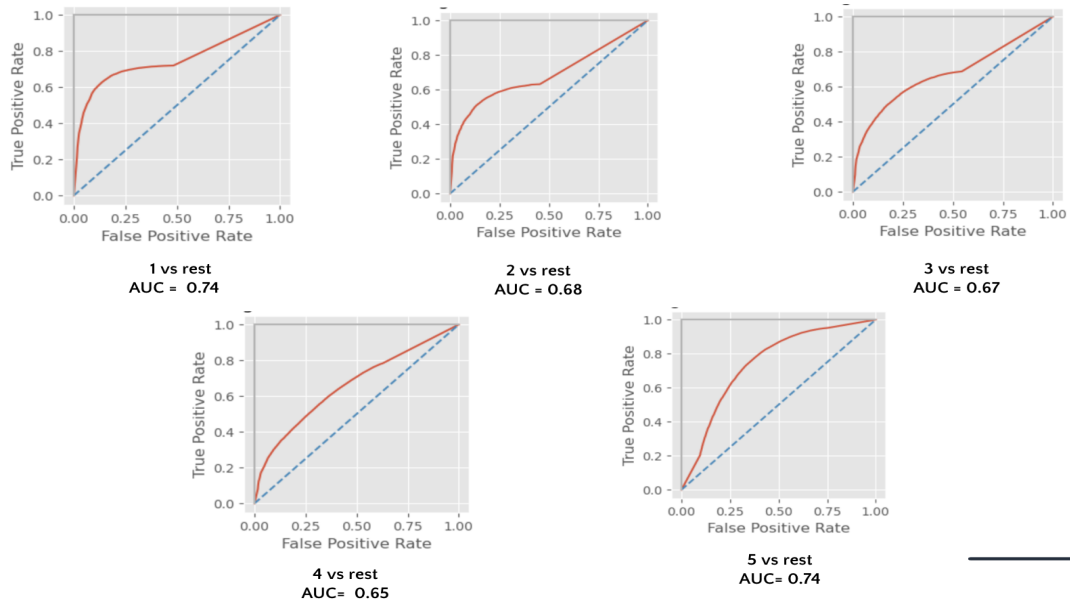 1.0
0.8
0.6
0.4
0.2
0.0
True Positive Rate
0.00 0.25 0.50 0.75 1.00
False Positive Rate
1 vs rest
AUC = 0.74
1.0
0.8
0.6
0.4
0.2
0.0
True Positive Rate
0.00 0.25 0.50 0.75 1.00
False Positive Rate
2 vs rest
AUC = 0.68
1.0
0.8
0.6
0.4
0.2
0.0
True Positive Rate
0.00 0.25 0.50 0.75 1.00
False Positive Rate
3 vs rest
AUC = 0.67
1.0
0.8
0.6
0.4
0.2
0.0
True Positive Rate
0.00 0.25 0.50 0.75 1.00
False Positive Rate
4 vs rest
AUC= 0.65
1.0
0.8
0.6
0.4
0.2
0.0
True Positive Rate
0.00 0.25 0.50 0.75 1.00
False Positive Rate
5 vs rest
AUC= 0.74